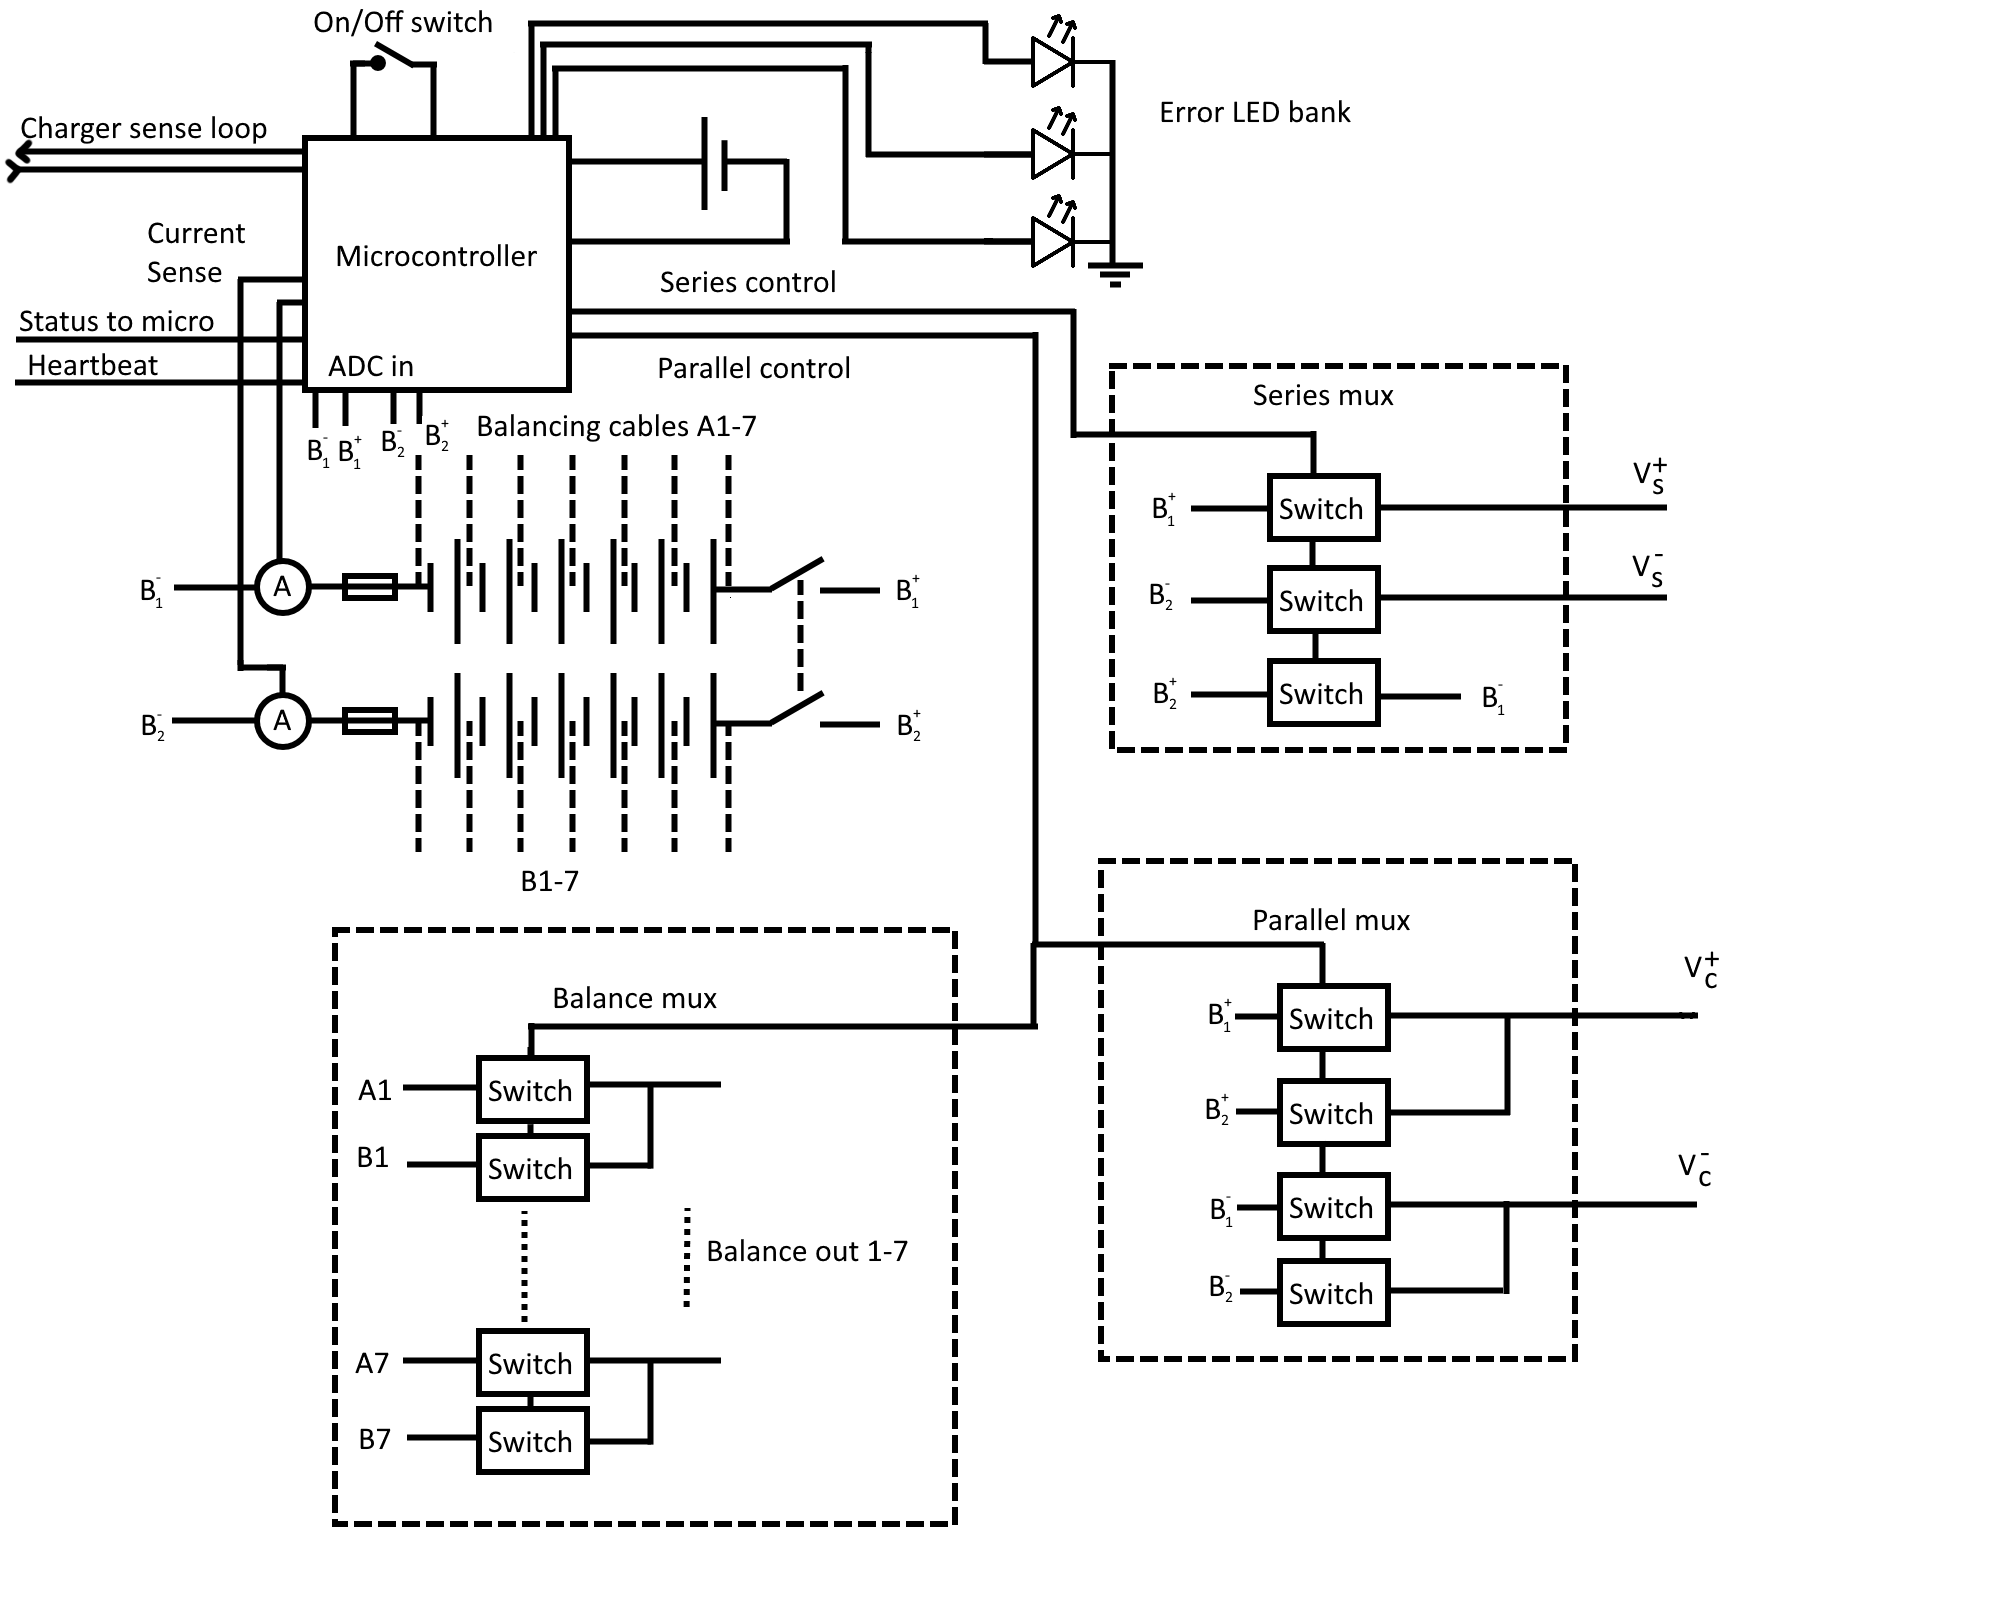 On/Off switch
Charger sense loop
Error LED bank
Current
Sense
Microcontroller
Series control
Status to micro
Heartbeat
ADC in
Parallel control
B₁⁻ B₁⁺ B₂⁻ B₂⁺
Balancing cables A1-7
Series mux
B₁⁺ Switch Vₛ⁺
B₂⁻ Switch Vₛ⁻
B₂⁺ Switch B₁⁻
B₁⁻ A B₁⁺
B₂⁻ A B₂⁺
B1-7
Parallel mux
B₁⁺ Switch V_c⁺
B₂⁺ Switch
B₁⁻ Switch V_c⁻
B₂⁻ Switch
Balance mux
A1 Switch
B1 Switch
Balance out 1-7
A7 Switch
B7 Switch